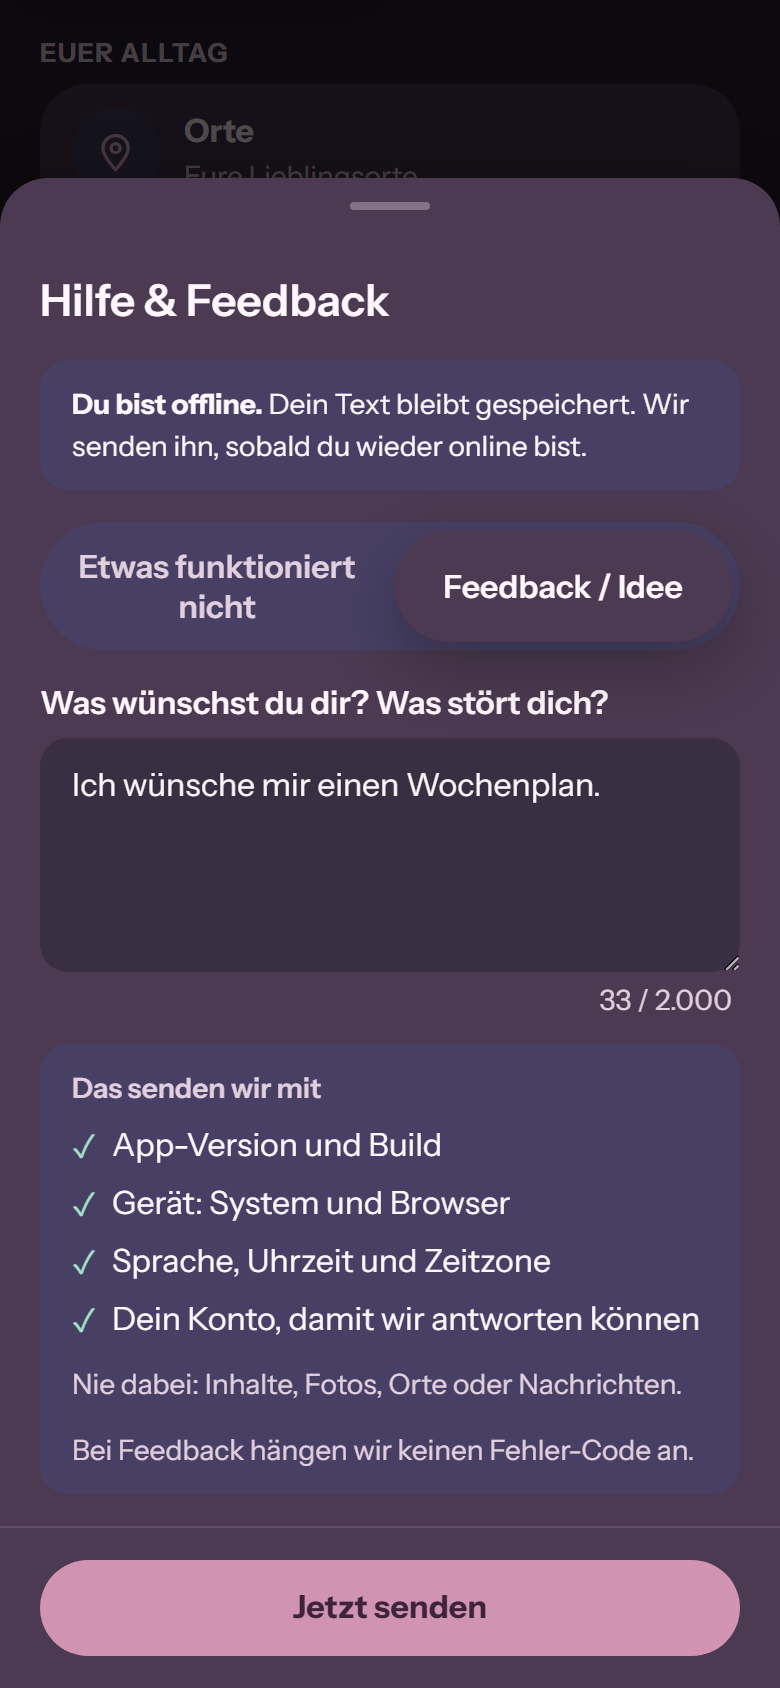 EUER ALLTAG
Orte
Eure Lieblingsorte
Hilfe & Feedback
Du bist offline. Dein Text bleibt gespeichert. Wir
senden ihn, sobald du wieder online bist.
Etwas funktioniert
nicht
Feedback / Idee
Was wünschst du dir? Was stört dich?
Ich wünsche mir einen Wochenplan.
33 / 2.000
Das senden wir mit
✓ App-Version und Build
✓ Gerät: System und Browser
✓ Sprache, Uhrzeit und Zeitzone
✓ Dein Konto, damit wir antworten können
Nie dabei: Inhalte, Fotos, Orte oder Nachrichten.
Bei Feedback hängen wir keinen Fehler-Code an.
Jetzt senden